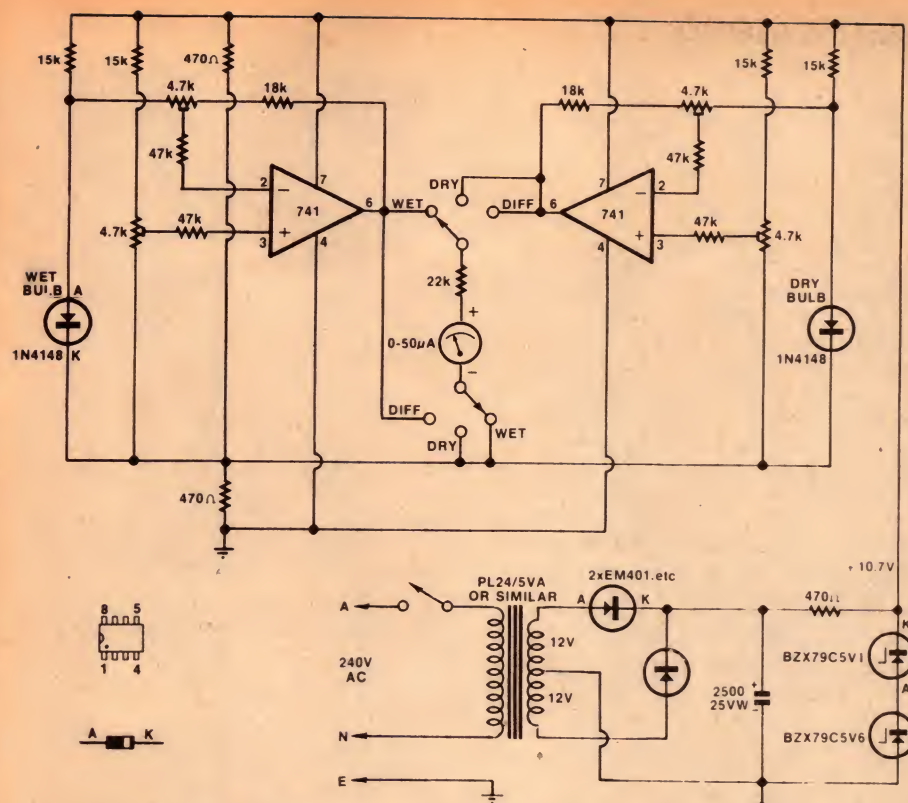 15k
15k
470Ω
15k
15k
4.7k
18k
18k
4.7k
47k
47k
7
7
2
−
741
+
3
4
6
WET
DRY
DIFF
6
2
−
741
+
3
4
4.7k
47k
47k
4.7k
22k
+
0-50µA
−
WET
BULB
A
1N4148
K
DRY
BULB
1N4148
DIFF
DRY
WET
470Ω
+ 10.7V
8 5
1 4
A K
A
240V
AC
N
E
PL24/5VA
OR SIMILAR
12V
12V
2xEM401.etc
A K
470Ω
2500
25VW
+
−
K
BZX79C5V1
A
BZX79C5V6